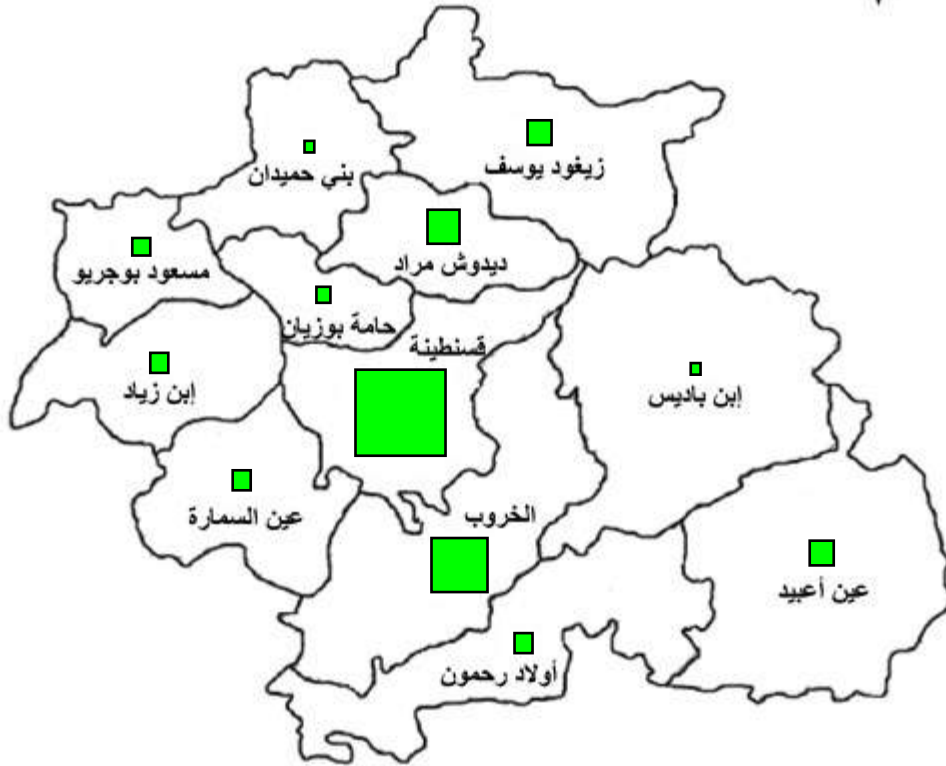 زيغود يوسف
بني حميدان
ديدوش مراد
مسعود بوجريو
حامة بوزيان
قسنطينة
إبن زياد
إبن باديس
عين السمارة
الخروب
عين أعبيد
أولاد رحمون